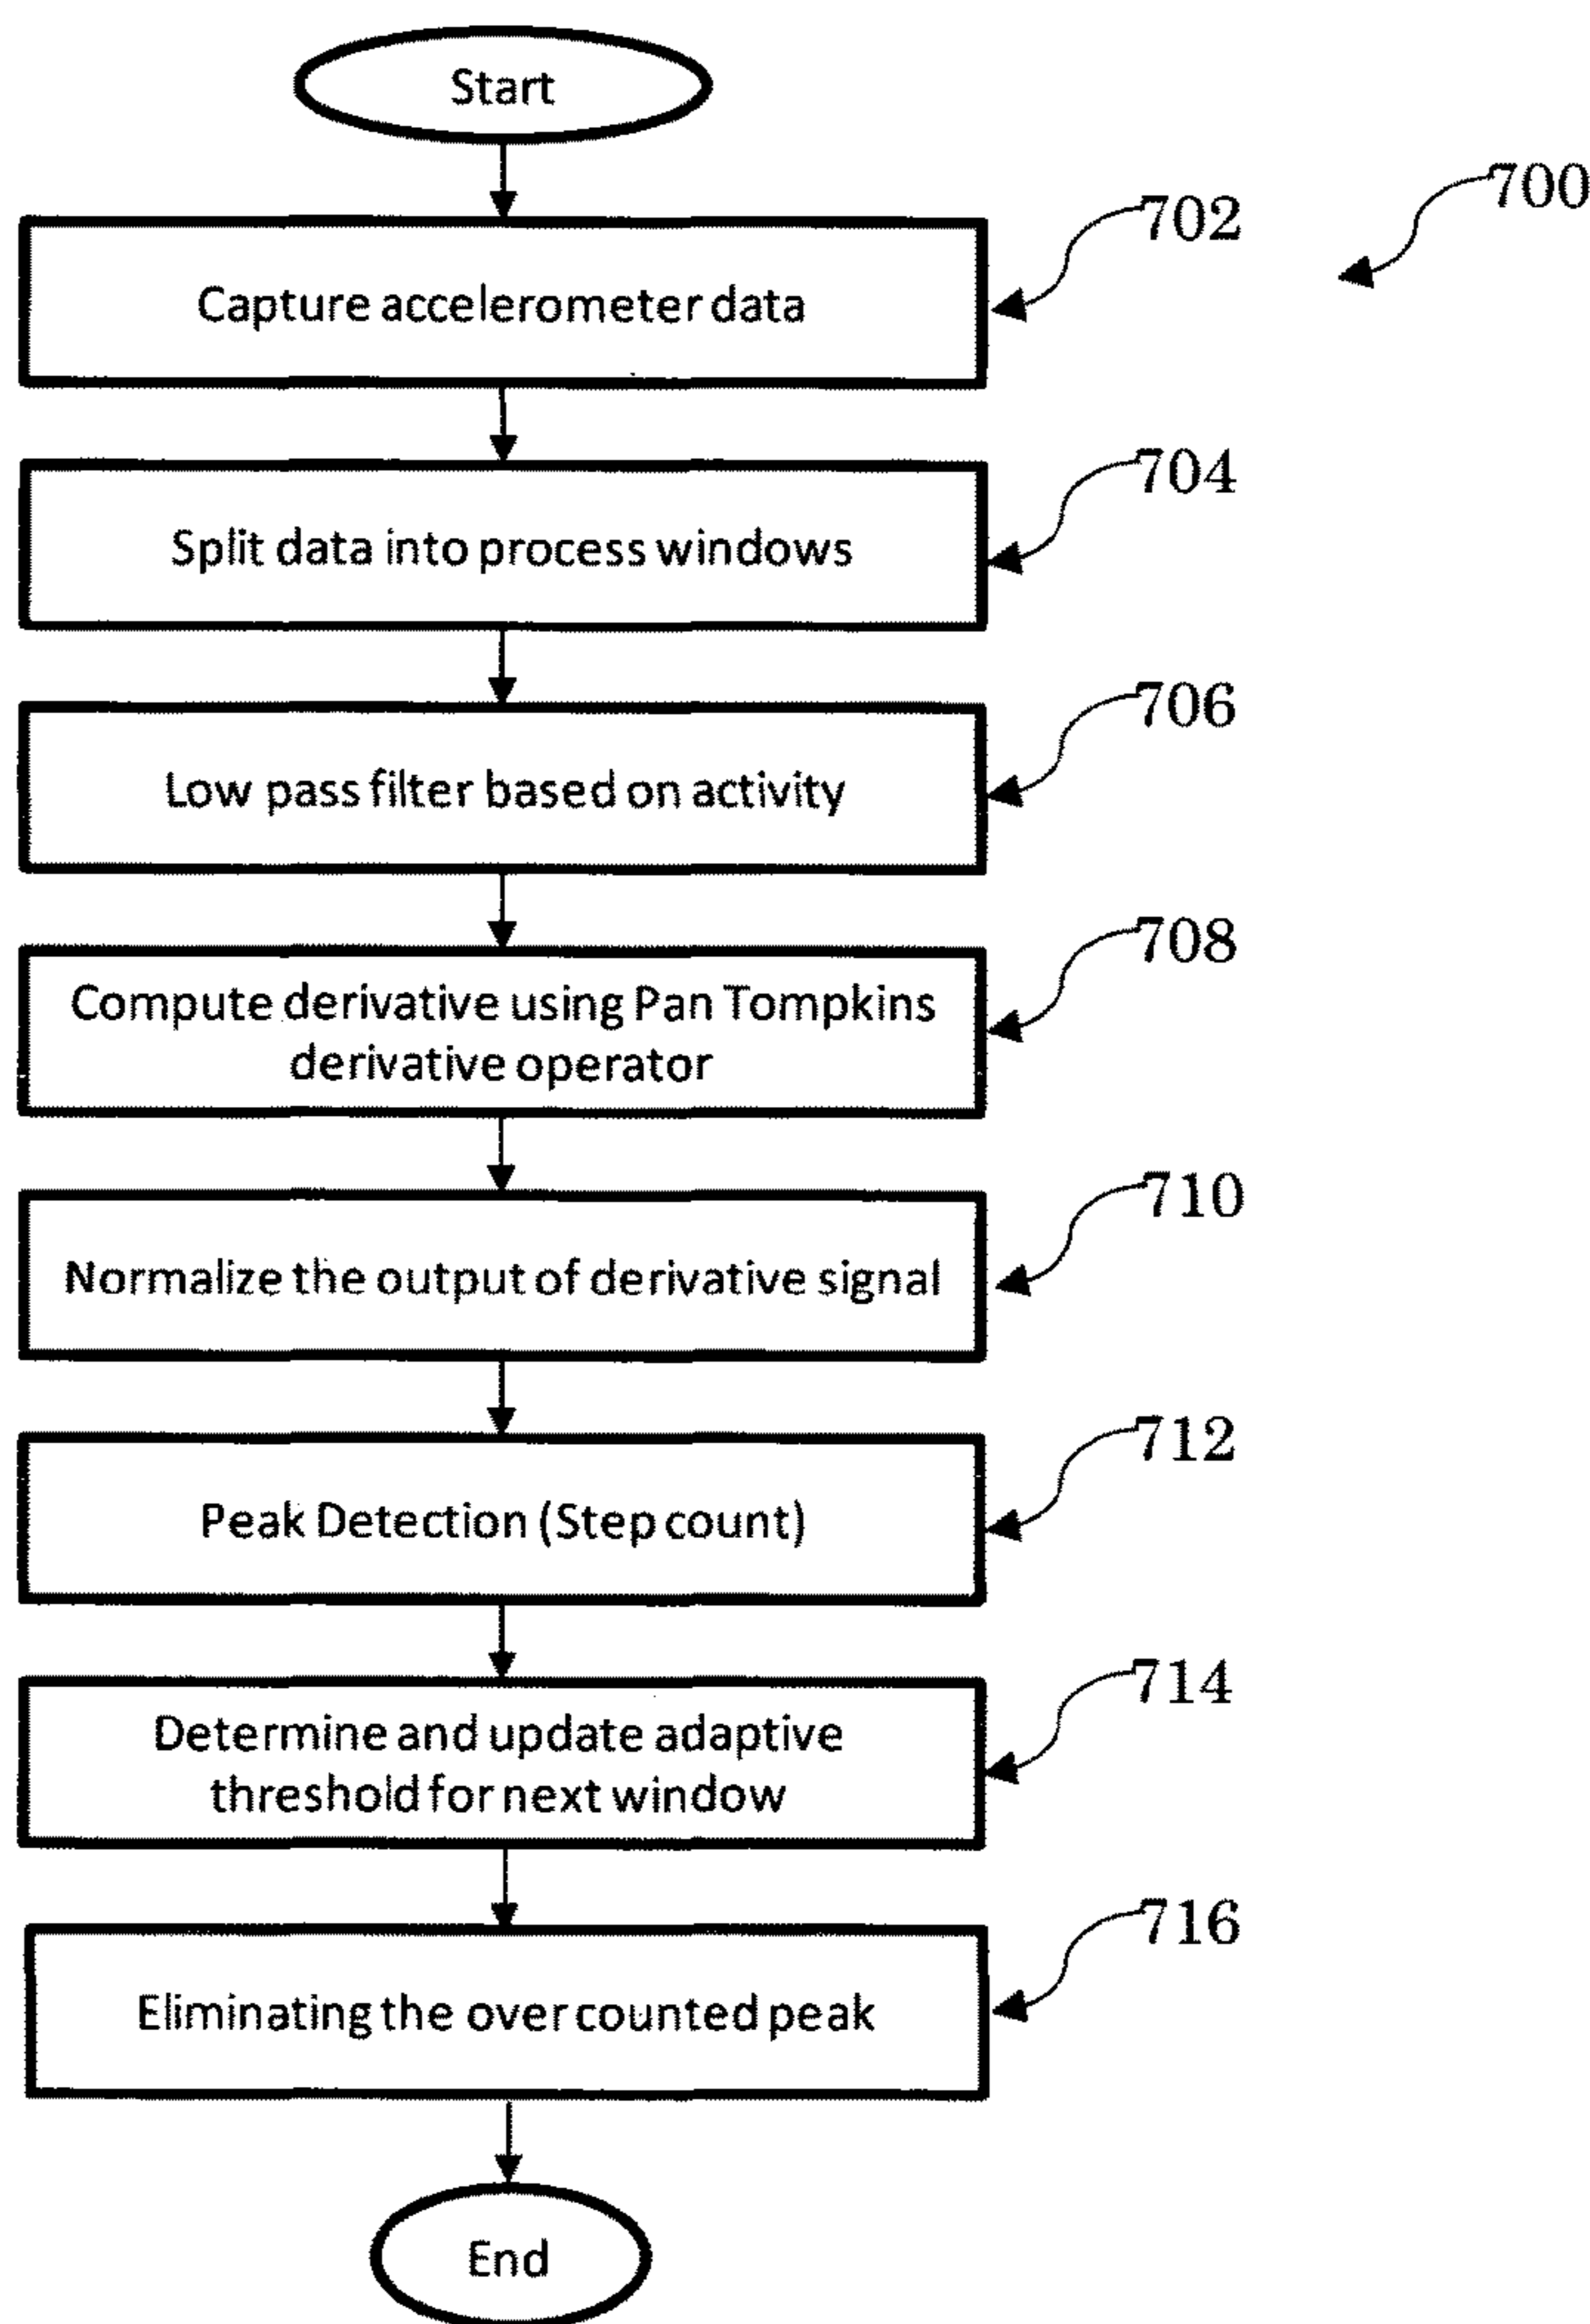 Start
700
702
Capture accelerometer data
704
Split data into process windows
706
Low pass filter based on activity
708
Compute derivative using Pan Tompkins
derivative operator
710
Normalize the output of derivative signal
712
Peak Detection (Step count)
714
Determine and update adaptive
threshold for next window
716
Eliminating the over counted peak
End